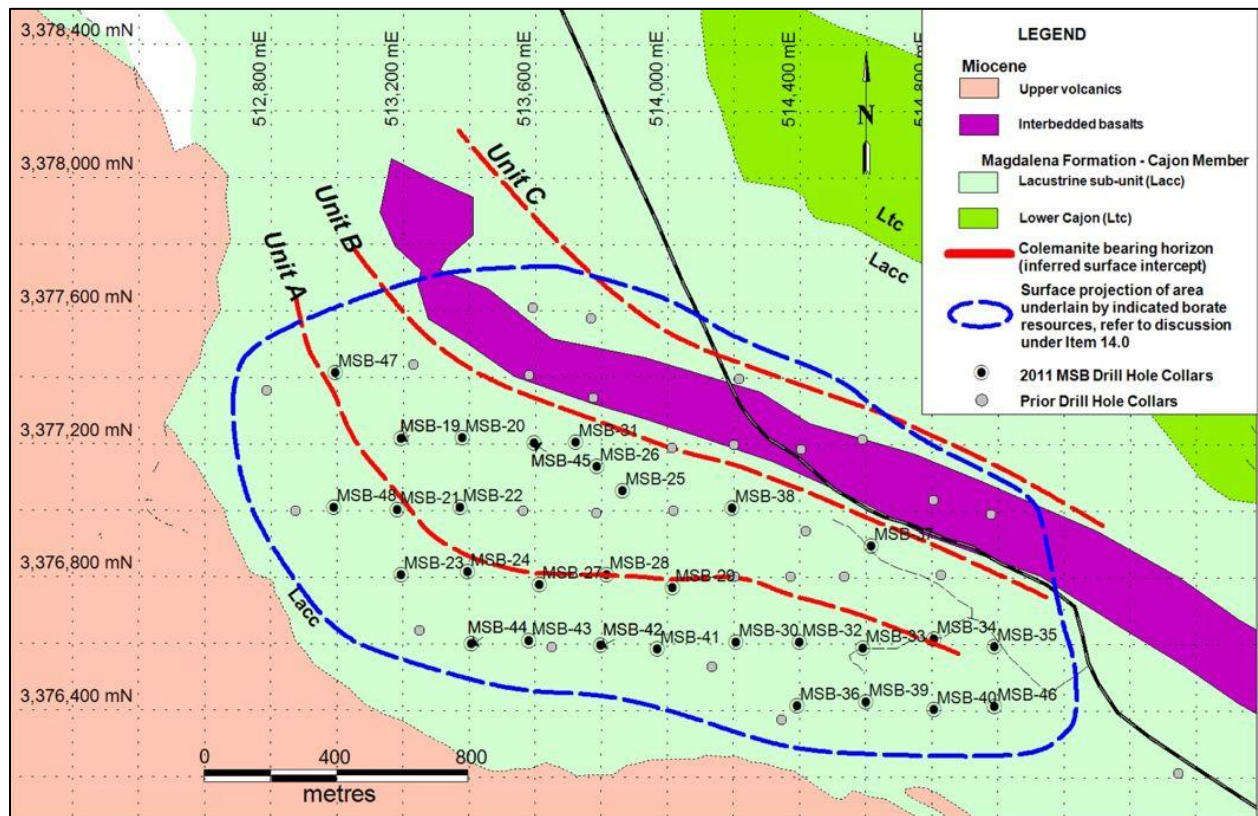 3,378,400 mN
3,378,000 mN
3,377,600 mN
3,377,200 mN
3,376,800 mN
3,376,400 mN
512,800 mE
513,200 mE
513,600 mE
514,000 mE
514,400 mE
514,800 mE
N
Unit A
Unit B
Unit C
Ltc
Lacc
Lacc
MSB-47
MSB-19
MSB-20
MSB-31
MSB-45
MSB-26
MSB-25
MSB-48
MSB-21
MSB-22
MSB-38
MSB-37
MSB-23
MSB-24
MSB-27
MSB-28
MSB-29
MSB-44
MSB-43
MSB-42
MSB-41
MSB-30
MSB-32
MSB-33
MSB-34
MSB-35
MSB-36
MSB-39
MSB-40
MSB-46
0 400 800
metres
LEGEND
Miocene
Upper volcanics
Interbedded basalts
Magdalena Formation - Cajon Member
Lacustrine sub-unit (Lacc)
Lower Cajon (Ltc)
Colemanite bearing horizon
(inferred surface intercept)
Surface projection of area
underlain by indicated borate
resources, refer to discussion
under Item 14.0
2011 MSB Drill Hole Collars
Prior Drill Hole Collars